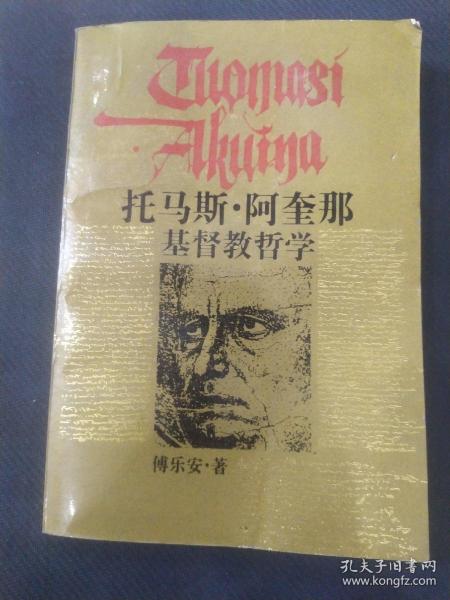 Thomasi
Akuina
托马斯·阿奎那
基督教哲学
傅乐安·著
孔夫子旧书网
www.kongfz.com